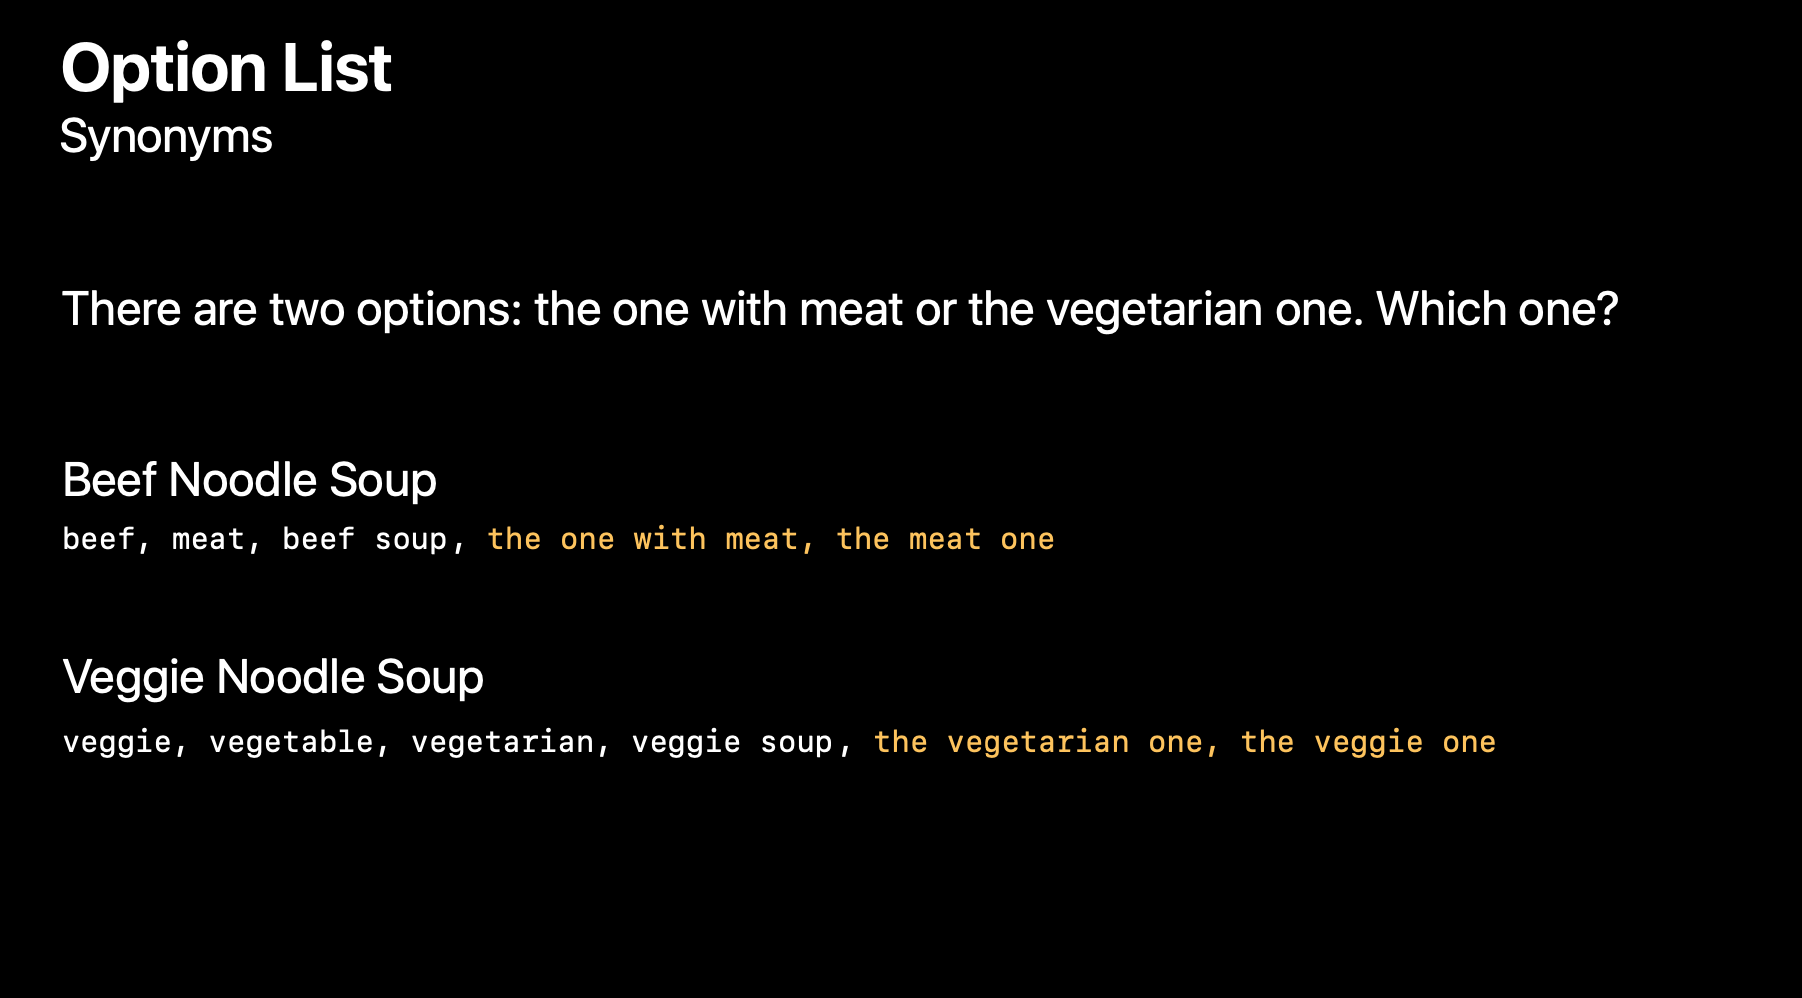 Option List
Synonyms
There are two options: the one with meat or the vegetarian one. Which one?
Beef Noodle Soup
beef, meat, beef soup, the one with meat, the meat one
Veggie Noodle Soup
veggie, vegetable, vegetarian, veggie soup, the vegetarian one, the veggie one